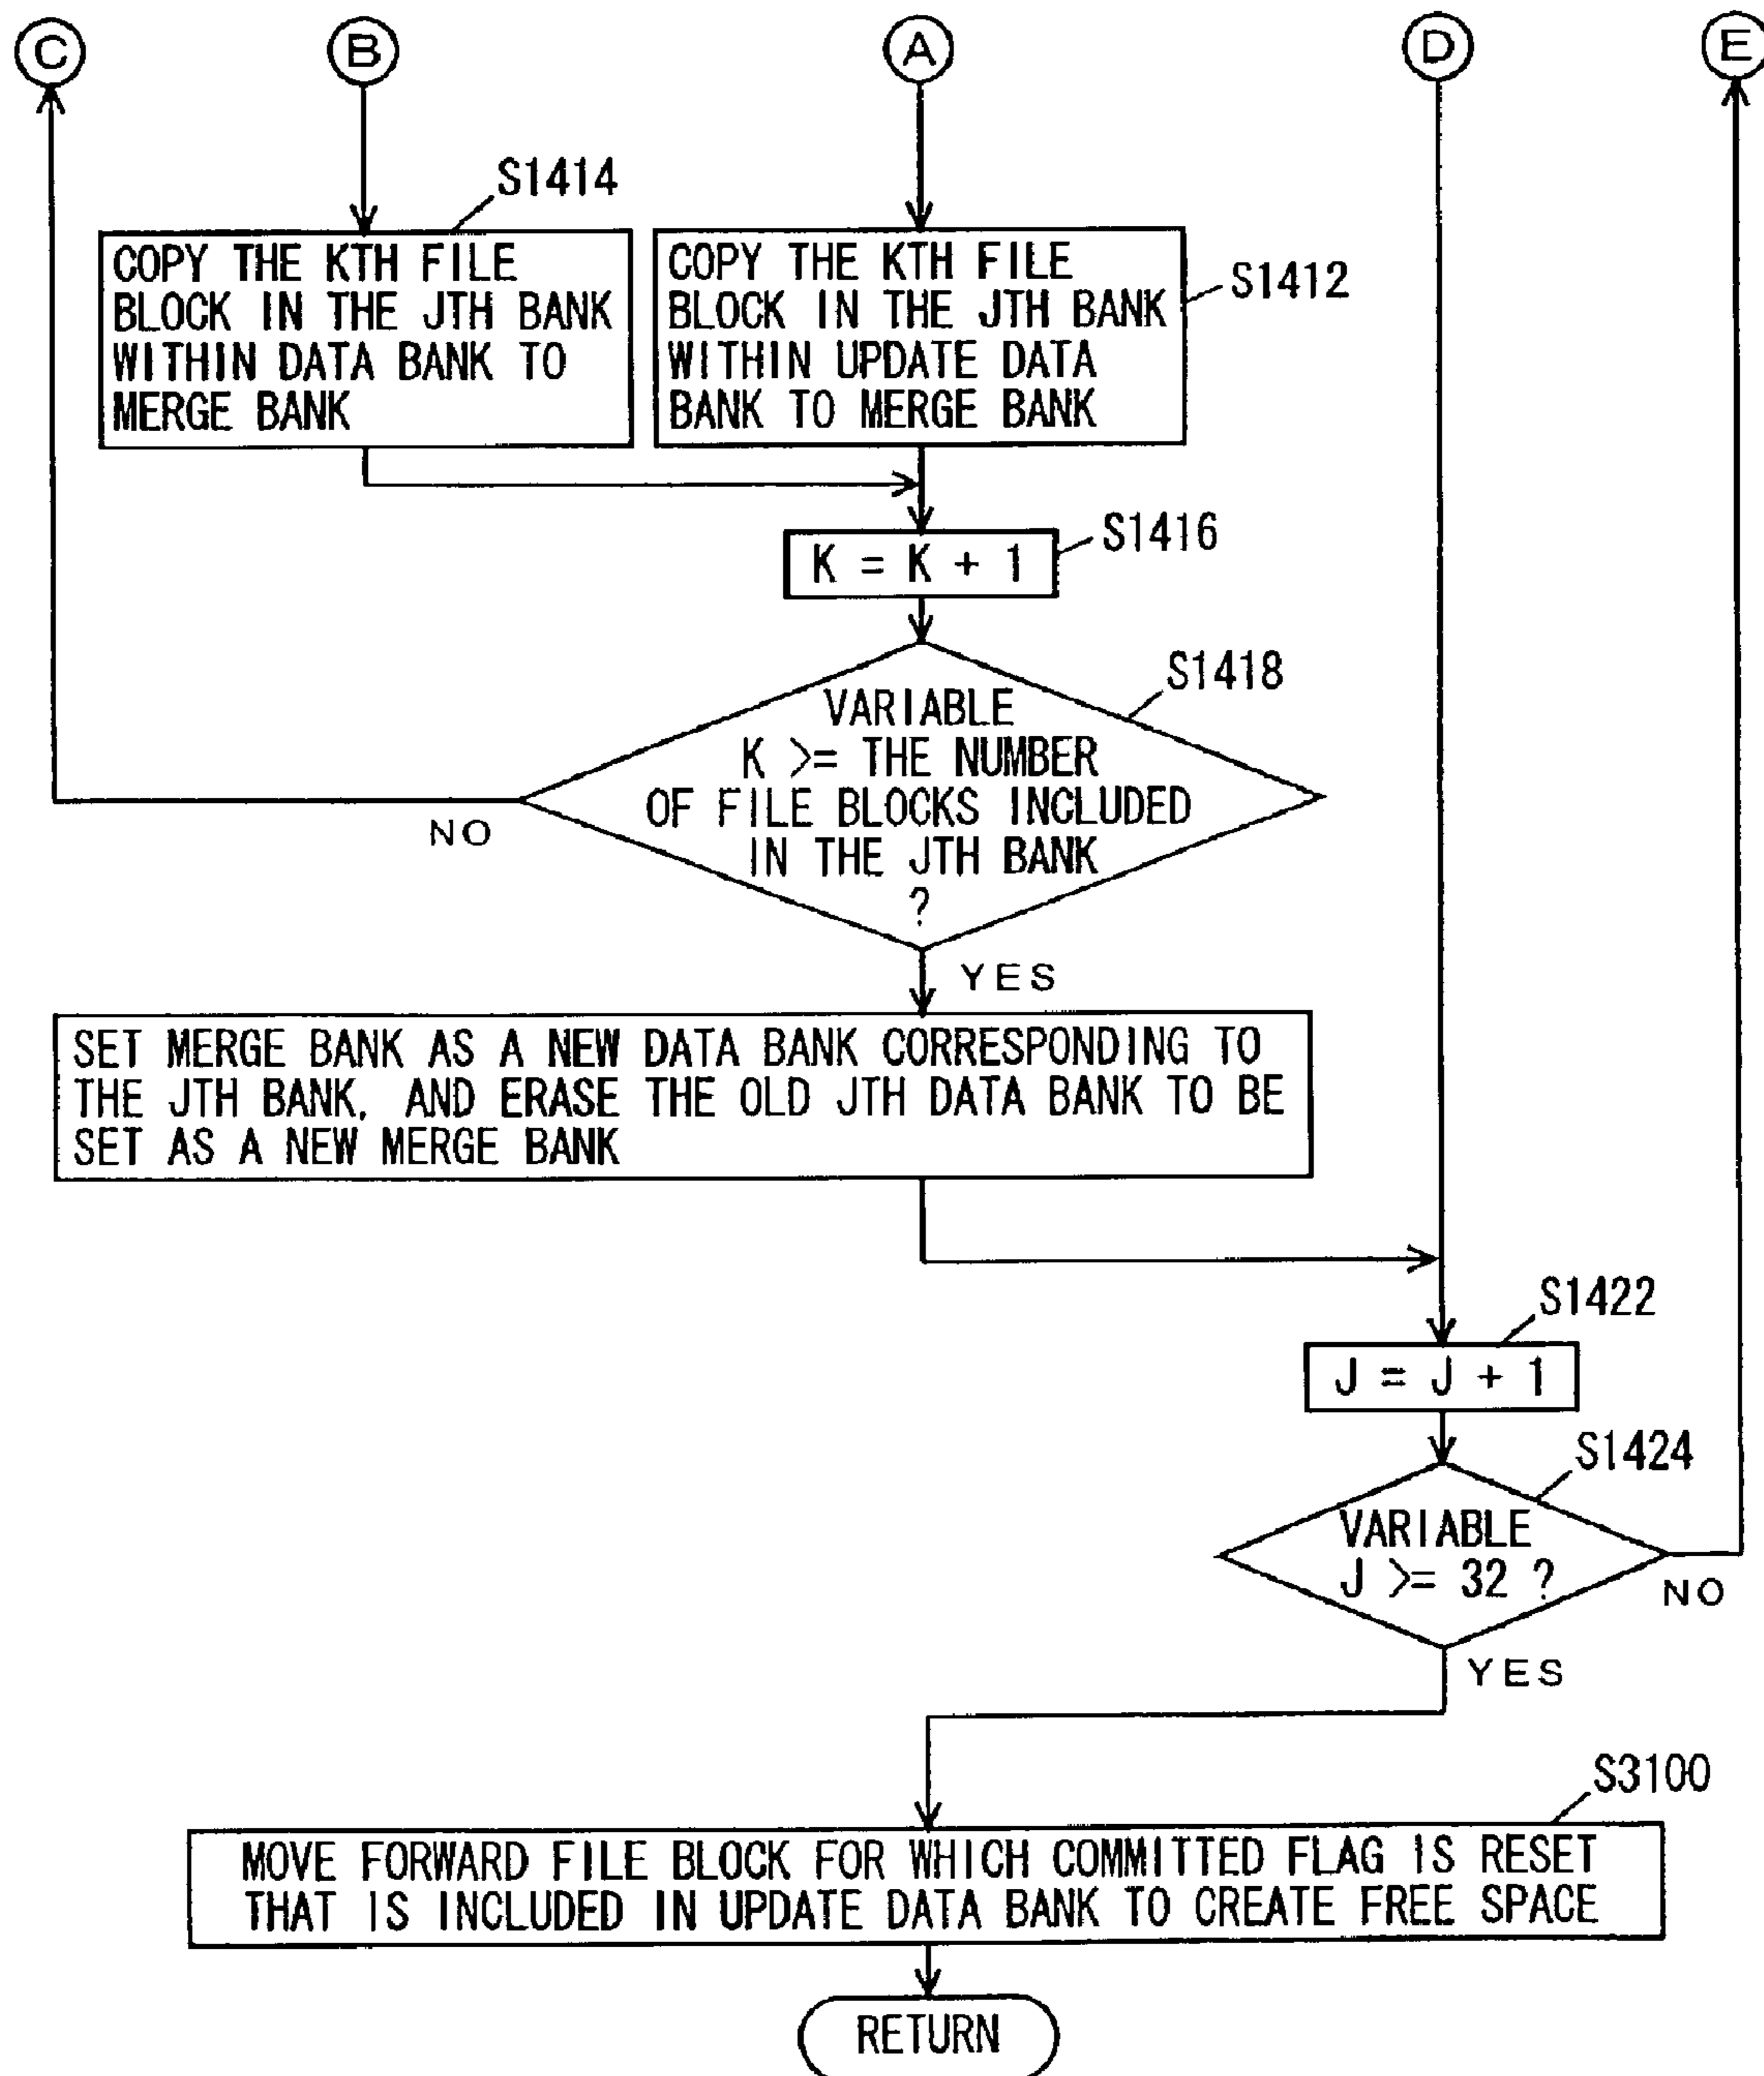 C
B
A
D
E
S1414
COPY THE KTH FILE
BLOCK IN THE JTH BANK
WITHIN DATA BANK TO
MERGE BANK
S1412
COPY THE KTH FILE
BLOCK IN THE JTH BANK
WITHIN UPDATE DATA
BANK TO MERGE BANK
S1416
K = K + 1
S1418
VARIABLE
K >= THE NUMBER
OF FILE BLOCKS INCLUDED
IN THE JTH BANK
?
NO
YES
SET MERGE BANK AS A NEW DATA BANK CORRESPONDING TO
THE JTH BANK, AND ERASE THE OLD JTH DATA BANK TO BE
SET AS A NEW MERGE BANK
S1422
J = J + 1
S1424
VARIABLE
J >= 32 ?
NO
YES
S3100
MOVE FORWARD FILE BLOCK FOR WHICH COMMITTED FLAG IS RESET
THAT IS INCLUDED IN UPDATE DATA BANK TO CREATE FREE SPACE
RETURN